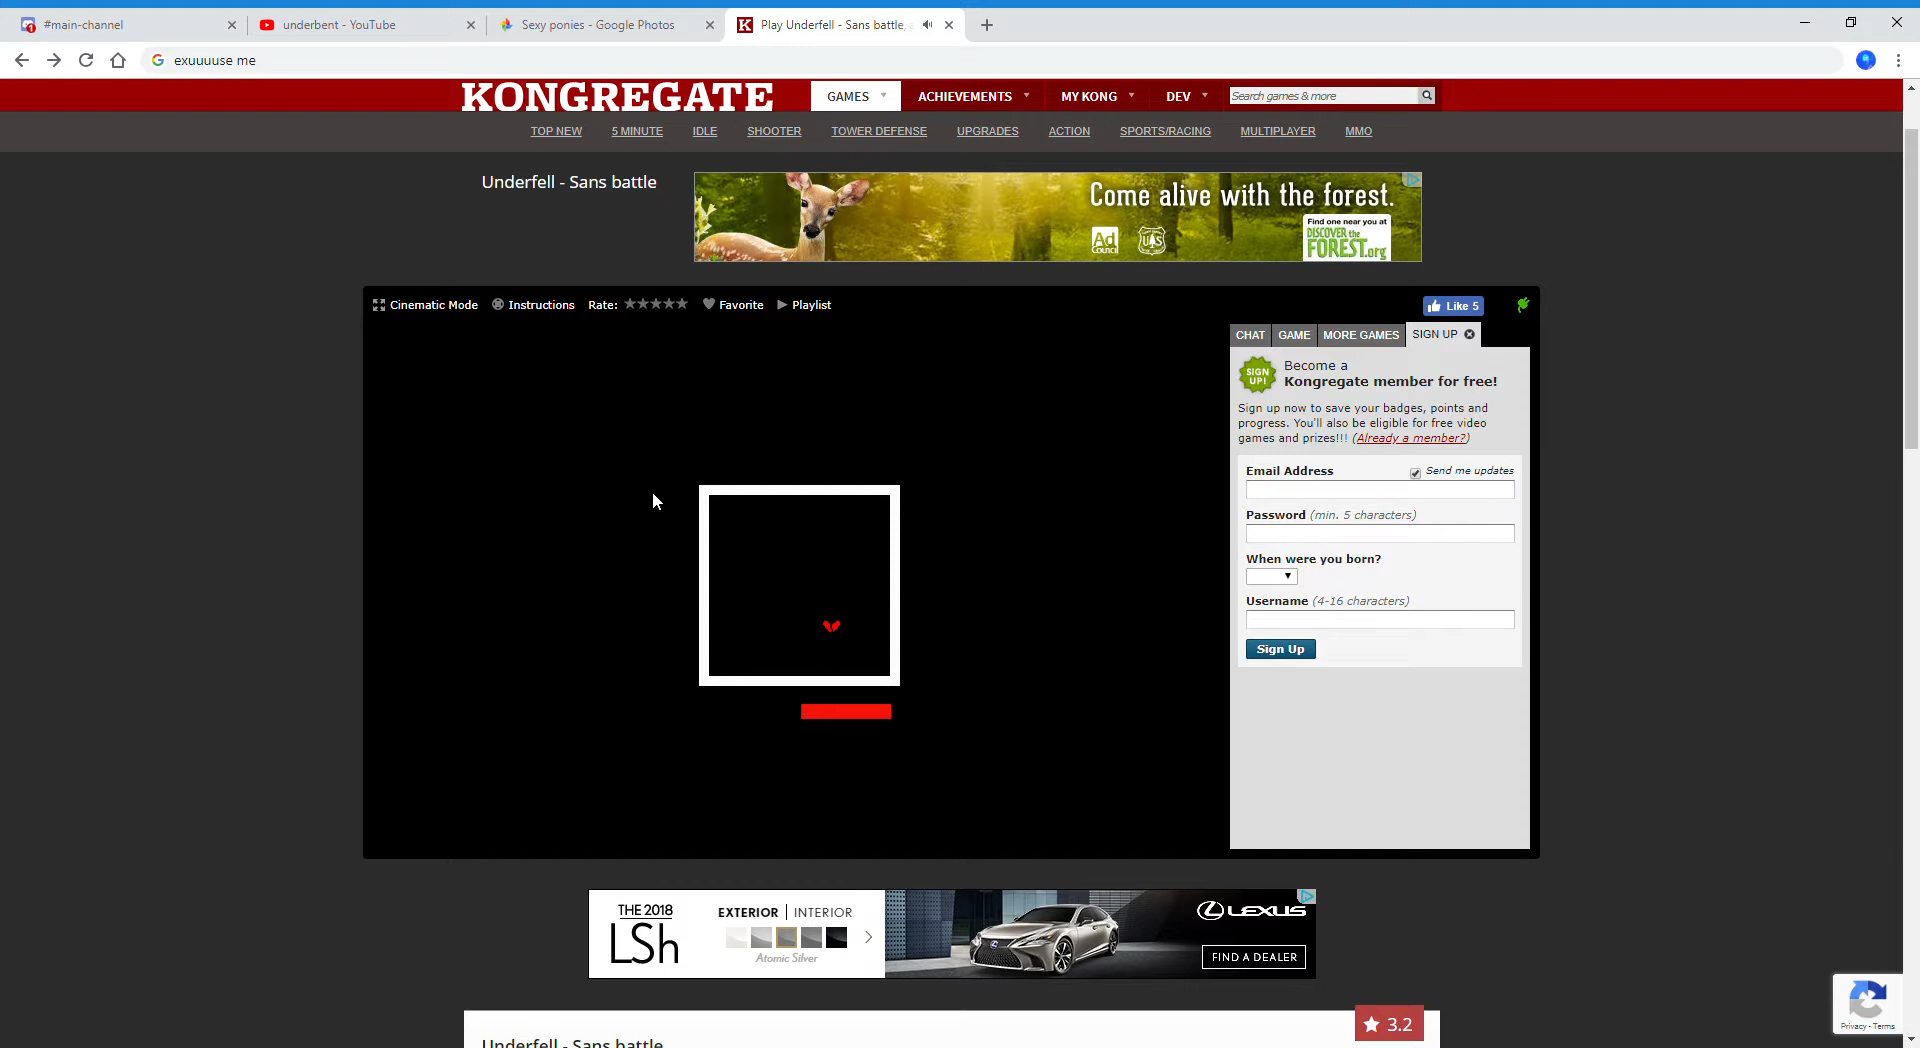 #main-channel
underbent - YouTube
Sexy ponies - Google Photos
Play Underfell - Sans battle,
exuuuuse me
KONGREGATE
GAMES
ACHIEVEMENTS
MY KONG
DEV
Search games & more
TOP NEW
5 MINUTE
IDLE
SHOOTER
TOWER DEFENSE
UPGRADES
ACTION
SPORTS/RACING
MULTIPLAYER
MMO
Underfell - Sans battle
Come alive with the forest.
Ad
Council
Find one near you at
DISCOVER the
FOREST.org
Cinematic Mode
Instructions
Rate:
Favorite
Playlist
Like 5
CHAT
GAME
MORE GAMES
SIGN UP
SIGN
UP!
Become a
Kongregate member for free!
Sign up now to save your badges, points and
progress. You'll also be eligible for free video
games and prizes!!! (Already a member?)
Email Address
Send me updates
Password (min. 5 characters)
When were you born?
Username (4-16 characters)
Sign Up
THE 2018
LSh
EXTERIOR | INTERIOR
Atomic Silver
LEXUS
FIND A DEALER
Underfell - Sans battle
3.2
Privacy - Terms